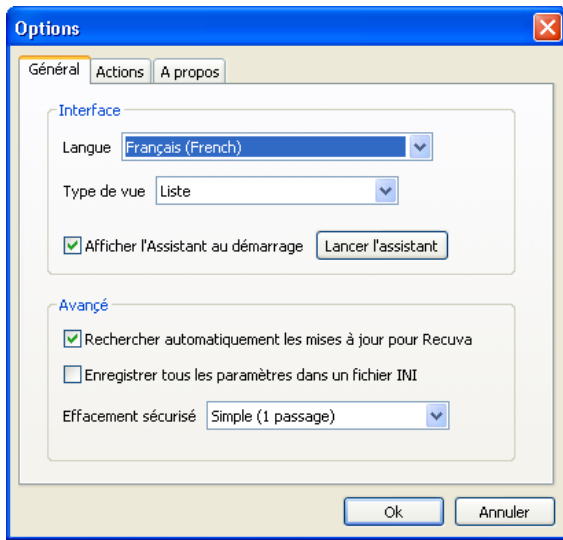 Options
Général Actions A propos
Interface
Langue Français (French)
Type de vue Liste
Afficher l'Assistant au démarrage Lancer l'assistant
Avançé
Rechercher automatiquement les mises à jour pour Recuva
Enregistrer tous les paramètres dans un fichier INI
Effacement sécurisé Simple (1 passage)
Ok Annuler